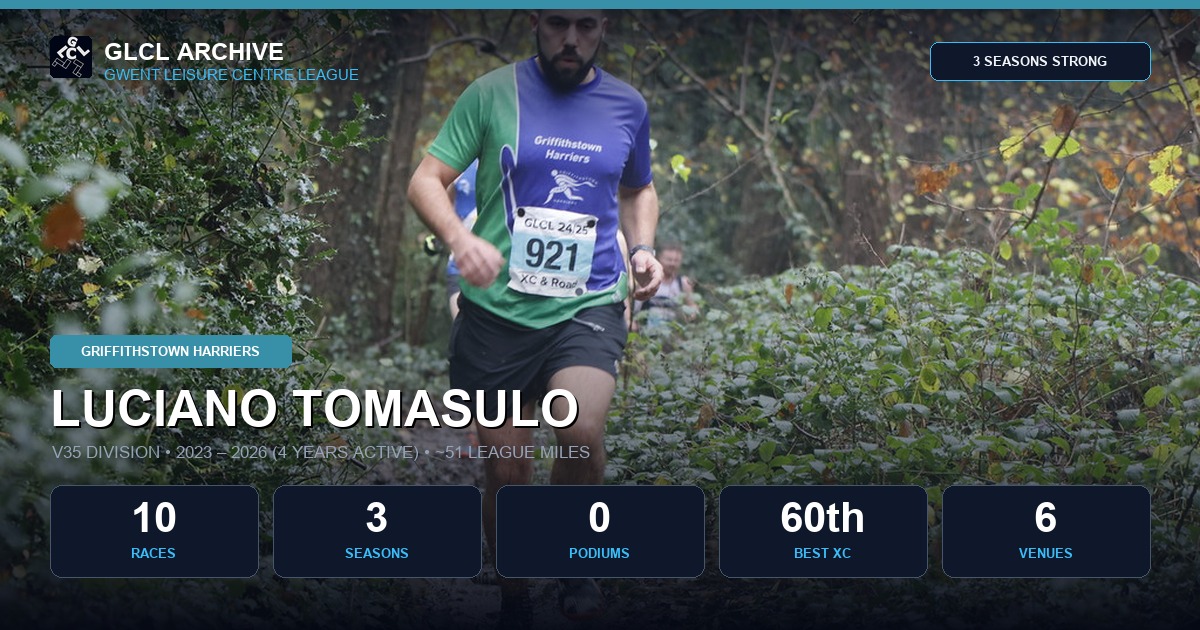 GLCL ARCHIVE
GWENT LEISURE CENTRE LEAGUE
3 SEASONS STRONG
Griffithstown
Harriers
GLCL 24/25
921
XC & Road
GRIFFITHSTOWN HARRIERS
LUCIANO TOMASULO
V35 DIVISION • 2023 – 2026 (4 YEARS ACTIVE) • ~51 LEAGUE MILES
10
RACES
3
SEASONS
0
PODIUMS
60th
BEST XC
6
VENUES